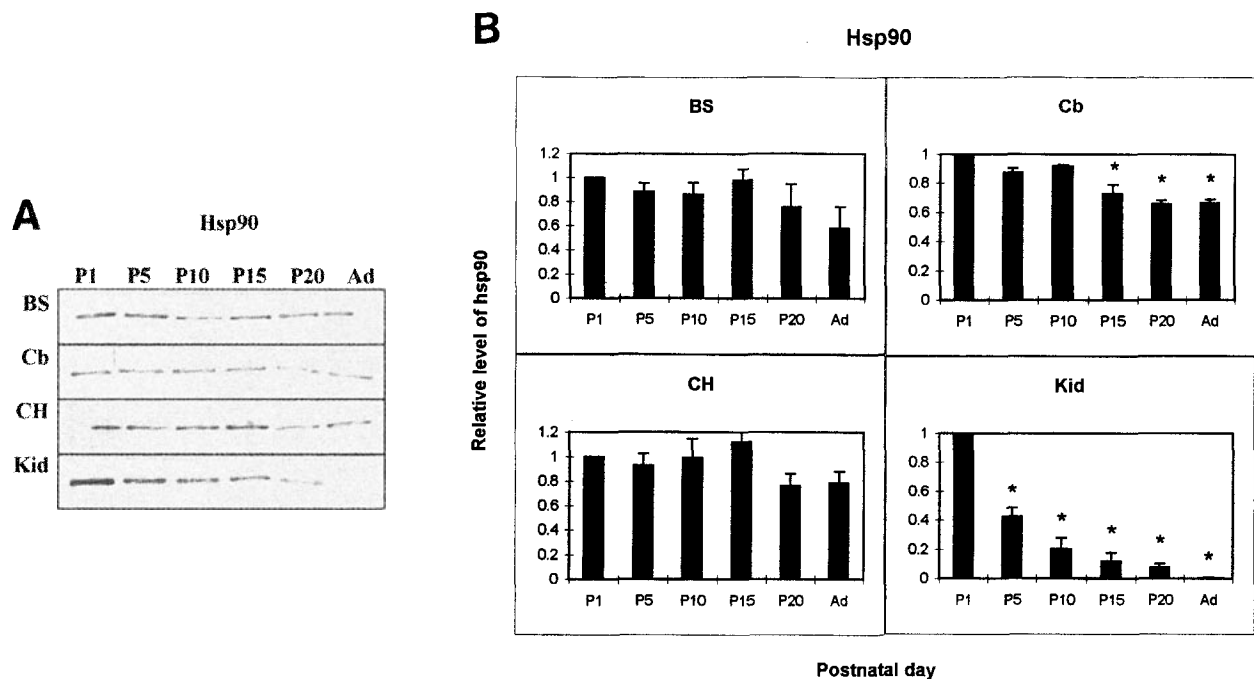 A
Hsp90
P1 P5 P10 P15 P20 Ad
BS
Cb
CH
Kid
B
Hsp90
Relative level of hsp90
BS
1.2
1
0.8
0.6
0.4
0.2
0
P1 P5 P10 P15 P20 Ad
Cb
1
0.8
0.6
0.4
0.2
0
* * *
P1 P5 P10 P15 P20 Ad
CH
1.2
1
0.8
0.6
0.4
0.2
0
P1 P5 P10 P15 P20 Ad
Kid
1
0.8
0.6
0.4
0.2
0
* * * * *
P1 P5 P10 P15 P20 Ad
Postnatal day